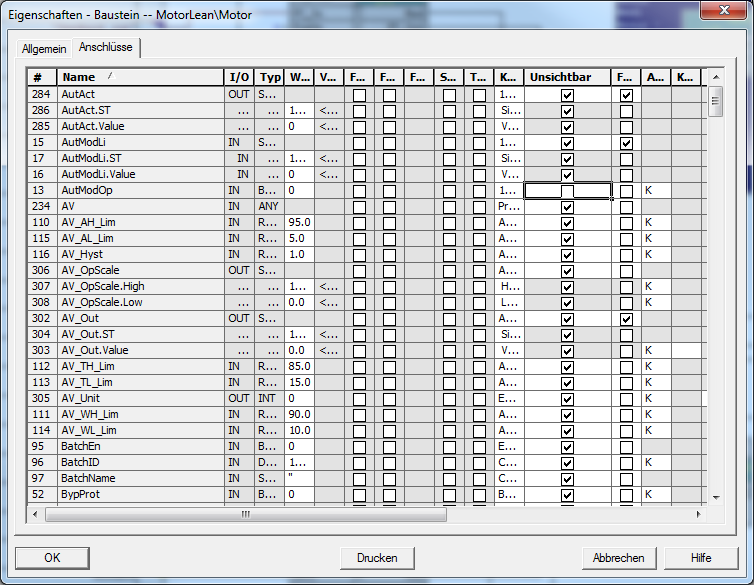 Eigenschaften - Baustein -- MotorLean\Motor
Allgemein Anschlüsse
# Name I/O Typ W... V... F... F... F... S... T... K... Unsichtbar F... A... K...
284 AutAct OUT S... 1...
286 AutAct.ST ... ... 1... <... Si...
285 AutAct.Value ... ... 0 <... V...
15 AutModLi IN S... 1...
17 AutModLi.ST IN ... 1... <... Si...
16 AutModLi.Value IN ... 0 <... V...
13 AutModOp IN B... 0 1... K
234 AV IN ANY Pr...
110 AV_AH_Lim IN R... 95.0 A... K
115 AV_AL_Lim IN R... 5.0 A... K
116 AV_Hyst IN R... 1.0 A... K
306 AV_OpScale OUT S... A...
307 AV_OpScale.High ... ... 1... <... H... K
308 AV_OpScale.Low ... ... 0.0 <... L... K
302 AV_Out OUT S... A...
304 AV_Out.ST ... ... 1... <... Si...
303 AV_Out.Value ... ... 0.0 <... V... K
112 AV_TH_Lim IN R... 85.0 A... K
113 AV_TL_Lim IN R... 15.0 A... K
305 AV_Unit OUT INT 0 E... K
111 AV_WH_Lim IN R... 90.0 A... K
114 AV_WL_Lim IN R... 10.0 A... K
95 BatchEn IN B... 0 E...
96 BatchID IN D... 1... C... K
97 BatchName IN S... '' C...
52 BypProt IN B... 0 B... K
OK Drucken Abbrechen Hilfe